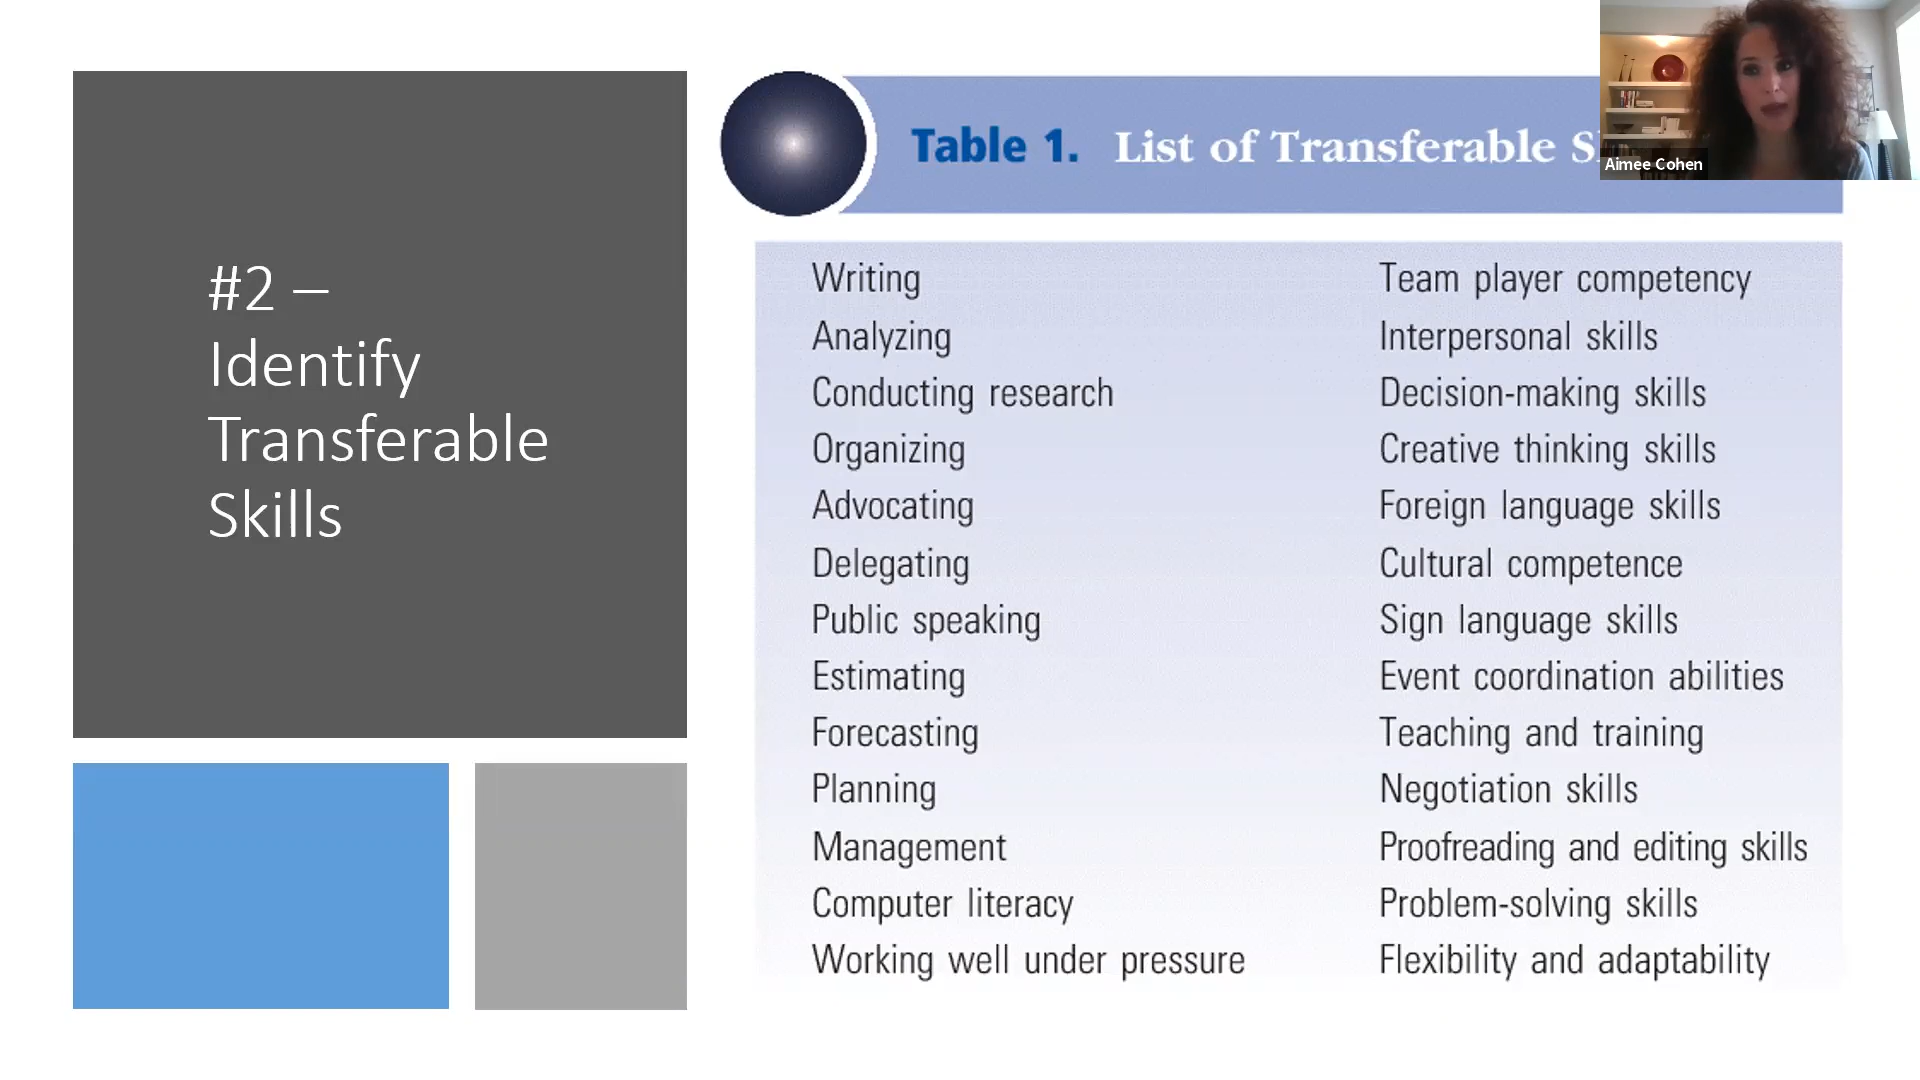 #2 –
Identify
Transferable
Skills
Table 1. List of Transferable
Aimee Cohen
Writing
Analyzing
Conducting research
Organizing
Advocating
Delegating
Public speaking
Estimating
Forecasting
Planning
Management
Computer literacy
Working well under pressure
Team player competency
Interpersonal skills
Decision-making skills
Creative thinking skills
Foreign language skills
Cultural competence
Sign language skills
Event coordination abilities
Teaching and training
Negotiation skills
Proofreading and editing skills
Problem-solving skills
Flexibility and adaptability